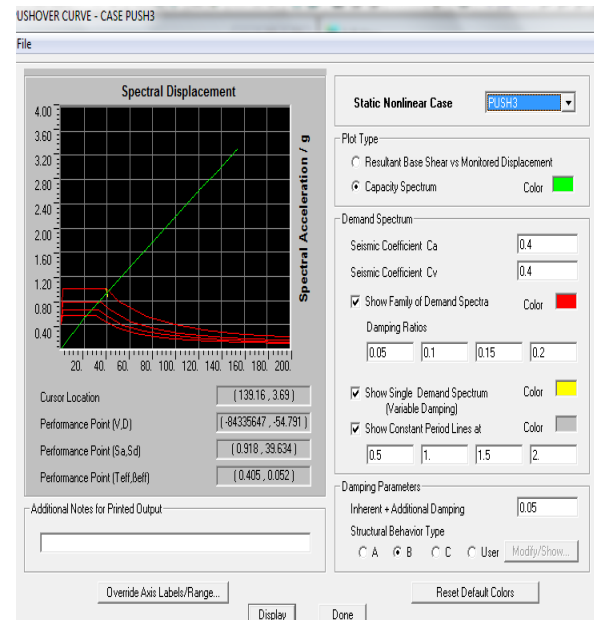 PUSHOVER CURVE - CASE PUSH3
File
Spectral Displacement
4.00
3.60
3.20
2.80
2.40
2.00
1.60
1.20
0.80
0.40
Spectral Acceleration / g
20. 40. 60. 80. 100. 120. 140. 160. 180. 200.
Cursor Location (139.16 , 3.69)
Performance Point (V,D) (-84335647 , -54.791)
Performance Point (Sa,Sd) (0.918 , 39.634)
Performance Point (Teff,βeff) (0.405 , 0.052)
Additional Notes for Printed Output
Override Axis Labels/Range...
Static Nonlinear Case PUSH3
Plot Type
Resultant Base Shear vs Monitored Displacement
Capacity Spectrum Color
Demand Spectrum
Seismic Coefficient Ca 0.4
Seismic Coefficient Cv 0.4
Show Family of Demand Spectra Color
Damping Ratios
0.05 0.1 0.15 0.2
Show Single Demand Spectrum Color
(Variable Damping)
Show Constant Period Lines at Color
0.5 1. 1.5 2.
Damping Parameters
Inherent + Additional Damping 0.05
Structural Behavior Type
A B C User Modify/Show...
Reset Default Colors
Display Done